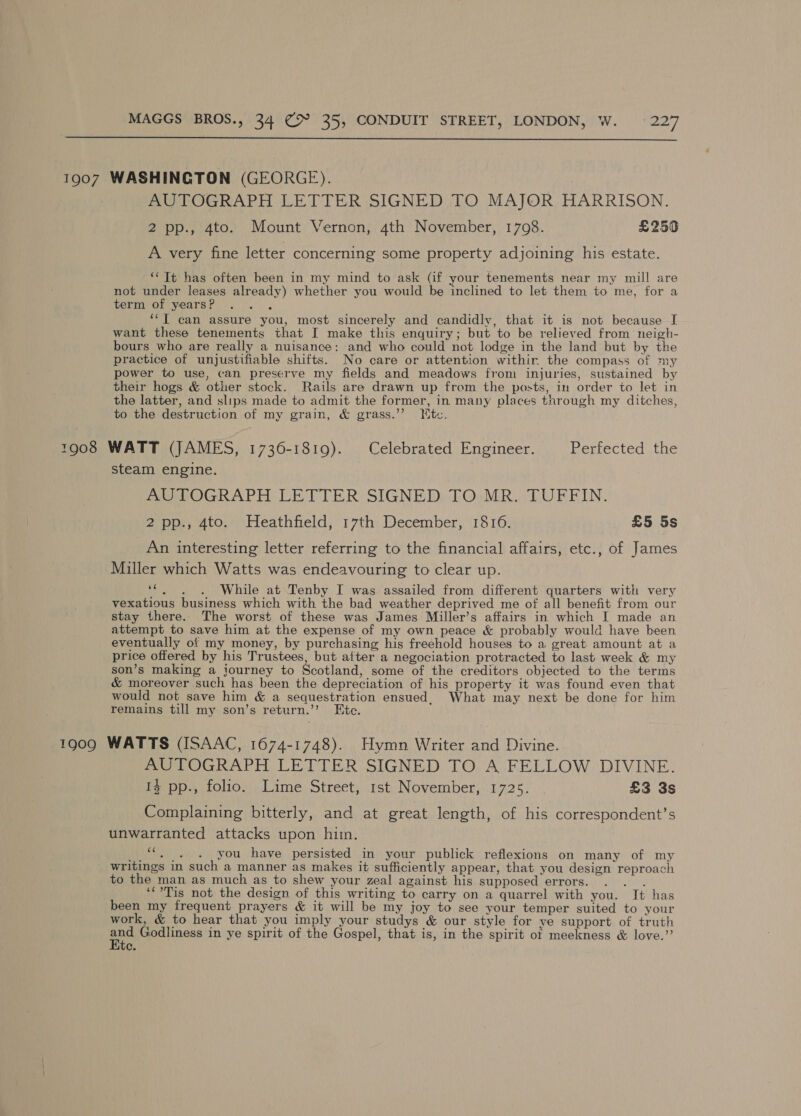 MAGGS BROS., 34 & 35, CONDUIT STREET, LONDON, W. 227
1907 WASHINGTON (GEORGE).
AUTOGRAPH LETTER SIGNED TO MAJOR HARRISON.
2 pp., 4to. Mount Vernon, 4th November, 1798. £250
A very fine letter concerning some property adjoining his estate.
“It has often been in my mind to ask (if your tenements near my mill are
not under leases already) whether you would be inclined to let them to me, for a
term of years? . . .
“I can assure you, most sincerely and candidly, that it is not because I
want these tenements that I make this enquiry; but to be relieved from neigh-
bours who are really a nuisance: and who could not lodge in the land but by the
practice of unjustifiable shifts. No care or attention within the compass of my
power to use, can preserve my fields and meadows from injuries, sustained by
their hogs & other stock. Rails are drawn up from the posts, in order to let in
the latter, and slips made to admit the former, in many places through my ditches,
to the destruction of my grain, & grass.” Etc.
1908 WATT (JAMES, 1736-1819). Celebrated Engineer. Perfected the
steam engine.
AUTOGRAPH LETTER SIGNED TO MR. TUFFIN.
2 pp., 4to. Heathfield, 17th December, 1816. £5 5s
An interesting letter referring to the financial affairs, etc., of James
Miller which Watts was endeavouring to clear up.
“. . . While at Tenby I was assailed from different quarters with very
vexatious business which with the bad weather deprived me of all benefit from our
stay there. The worst of these was James Miller’s affairs in which I made an
attempt to save him at the expense of my own peace & probably would have been
eventually of my money, by purchasing his freehold houses to a great amount at a
price offered by his Trustees, but after a negociation protracted to last week & my
son’s making a journey to Scotland, some of the creditors objected to the terms
& moreover such has been the depreciation of his property it was found even that
would not save him & a sequestration ensued. What may next be done for him
remains till my son’s return.” Etc.
1909 WATTS (ISAAC, 1674-1748). Hymn Writer and Divine.
AUTOGRAPH LETTER SIGNED TO A FELLOW DIVINE.
1½ pp., folio. Lime Street, 1st November, 1725. £3 3s
Complaining bitterly, and at great length, of his correspondent’s
unwarranted attacks upon him.
“. . . you have persisted in your publick reflexions on many of my
writings in such a manner as makes it sufficiently appear, that you design reproach
to the man as much as to shew your zeal against his supposed errors. . . .
“’Tis not the design of this writing to carry on a quarrel with you. It has
been my frequent prayers & it will be my joy to see your temper suited to your
work, & to hear that you imply your studys & our style for ye support of truth
and Godliness in ye spirit of the Gospel, that is, in the spirit of meekness & love.”
Etc.